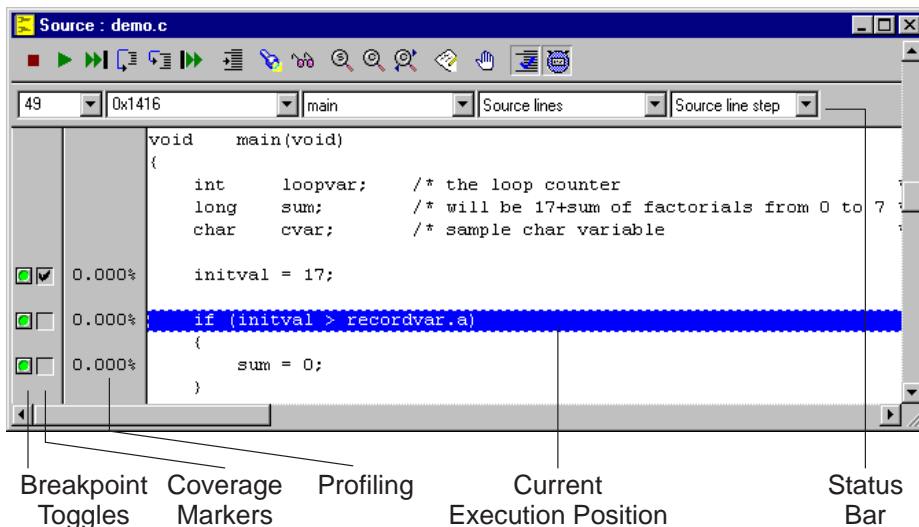 Source : demo.c
49 0x1416 main Source lines Source line step
void main(void)
{
int loopvar; /* the loop counter *
long sum; /* will be 17+sum of factorials from 0 to 7 *
char cvar; /* sample char variable *
0.000% initval = 17;
0.000% if (initval > recordvar.a)
{
0.000% sum = 0;
}
Breakpoint Coverage Profiling Current Status
Toggles Markers Execution Position Bar